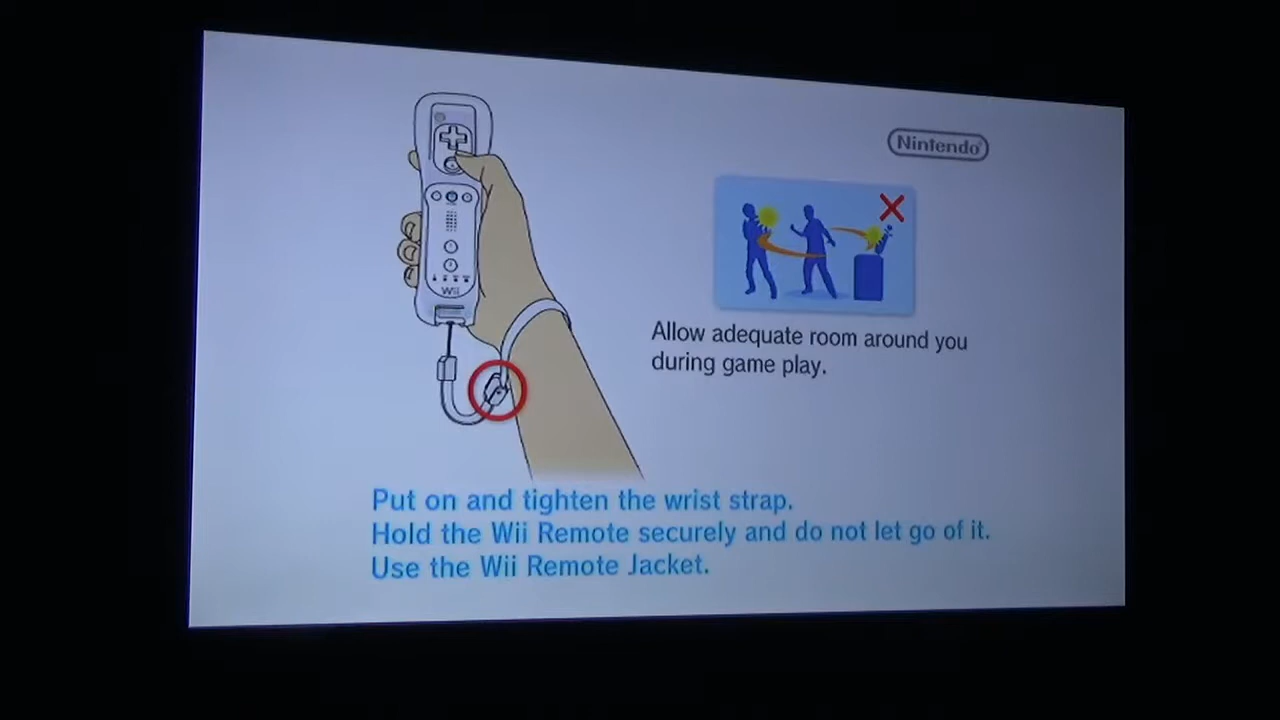 Nintendo
Wii
Allow adequate room around you
during game play.
Put on and tighten the wrist strap.
Hold the Wii Remote securely and do not let go of it.
Use the Wii Remote Jacket.